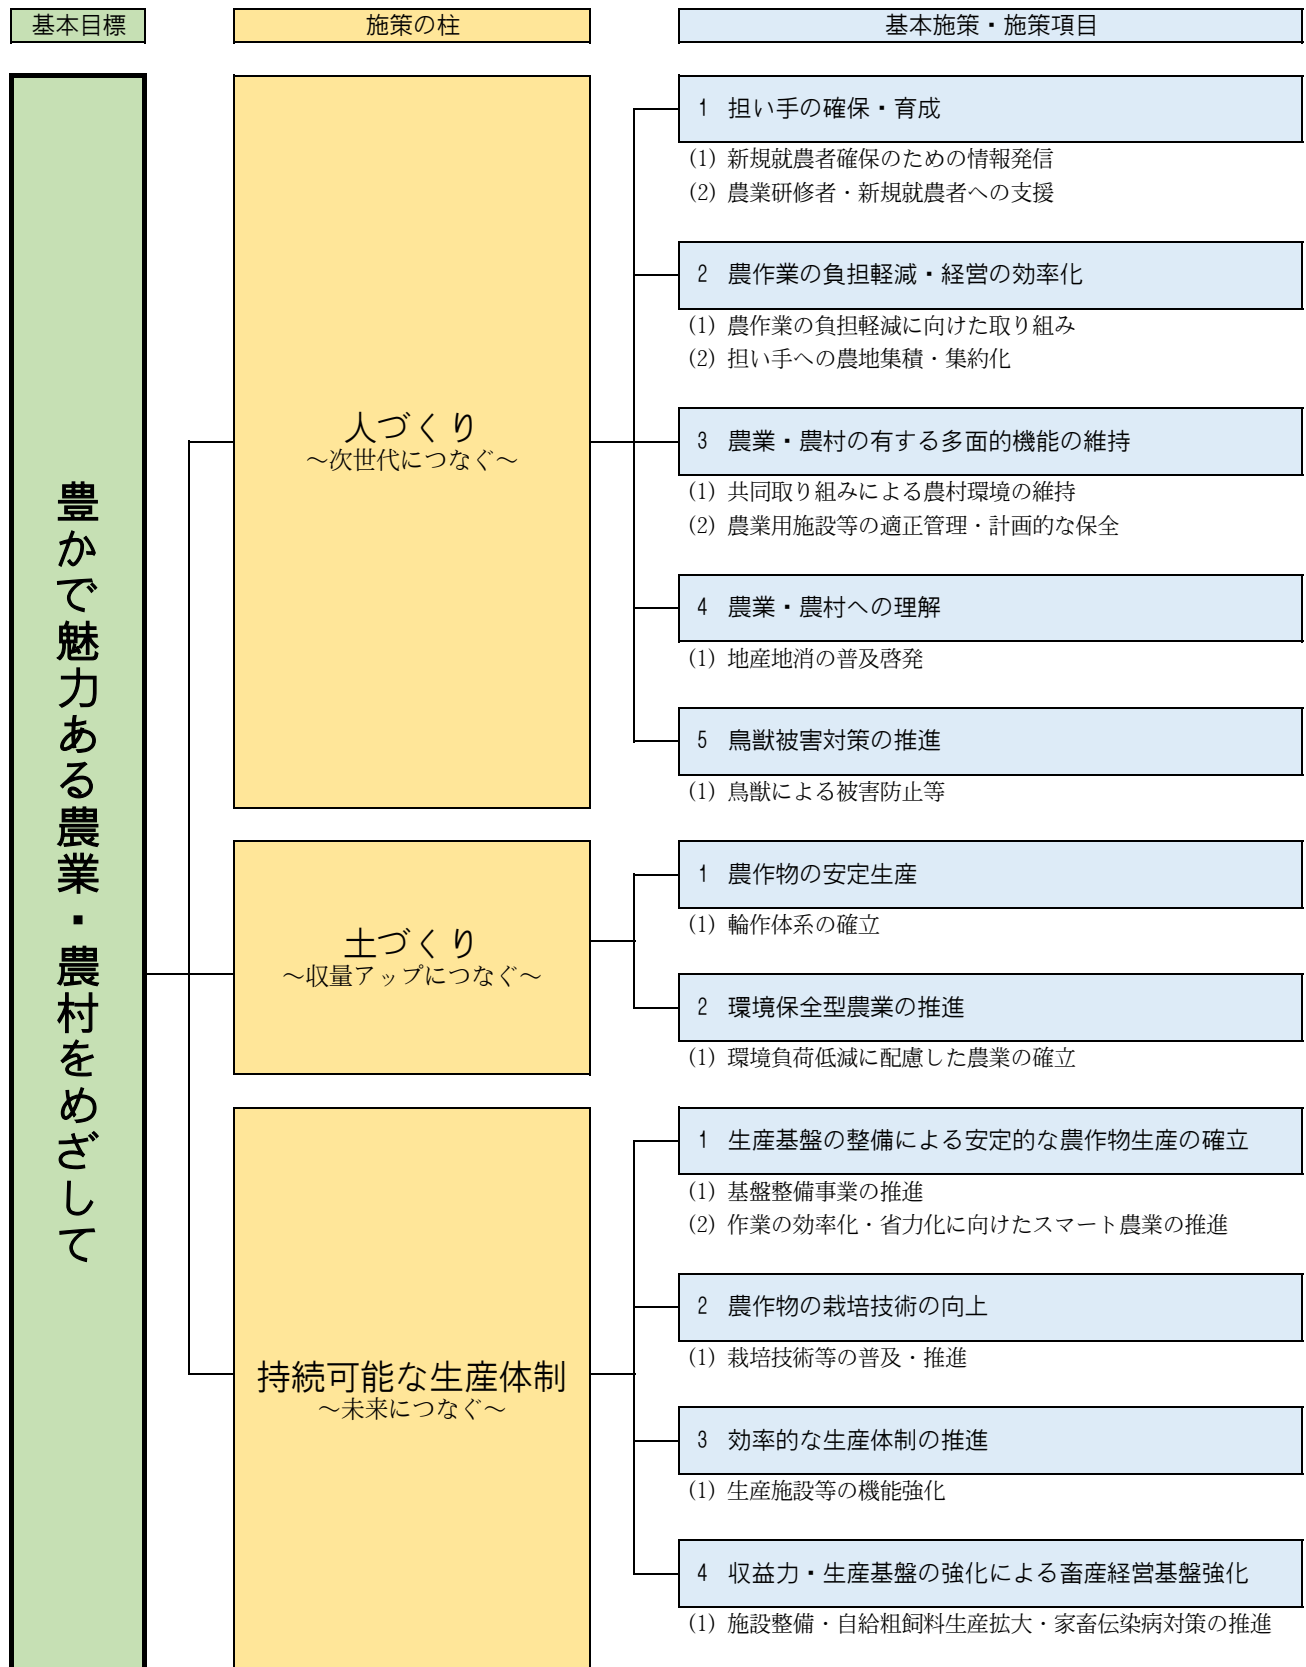 基本目標
施策の柱
基本施策・施策項目
豊かで魅力ある農業・農村をめざして
人づくり
～次世代につなぐ～
1 担い手の確保・育成
(1) 新規就農者確保のための情報発信
(2) 農業研修者・新規就農者への支援
2 農作業の負担軽減・経営の効率化
(1) 農作業の負担軽減に向けた取り組み
(2) 担い手への農地集積・集約化
3 農業・農村の有する多面的機能の維持
(1) 共同取り組みによる農村環境の維持
(2) 農業用施設等の適正管理・計画的な保全
4 農業・農村への理解
(1) 地産地消の普及啓発
5 鳥獣被害対策の推進
(1) 鳥獣による被害防止等
土づくり
～収量アップにつなぐ～
1 農作物の安定生産
(1) 輪作体系の確立
2 環境保全型農業の推進
(1) 環境負荷低減に配慮した農業の確立
持続可能な生産体制
～未来につなぐ～
1 生産基盤の整備による安定的な農作物生産の確立
(1) 基盤整備事業の推進
(2) 作業の効率化・省力化に向けたスマート農業の推進
2 農作物の栽培技術の向上
(1) 栽培技術等の普及・推進
3 効率的な生産体制の推進
(1) 生産施設等の機能強化
4 収益力・生産基盤の強化による畜産経営基盤強化
(1) 施設整備・自給粗飼料生産拡大・家畜伝染病対策の推進